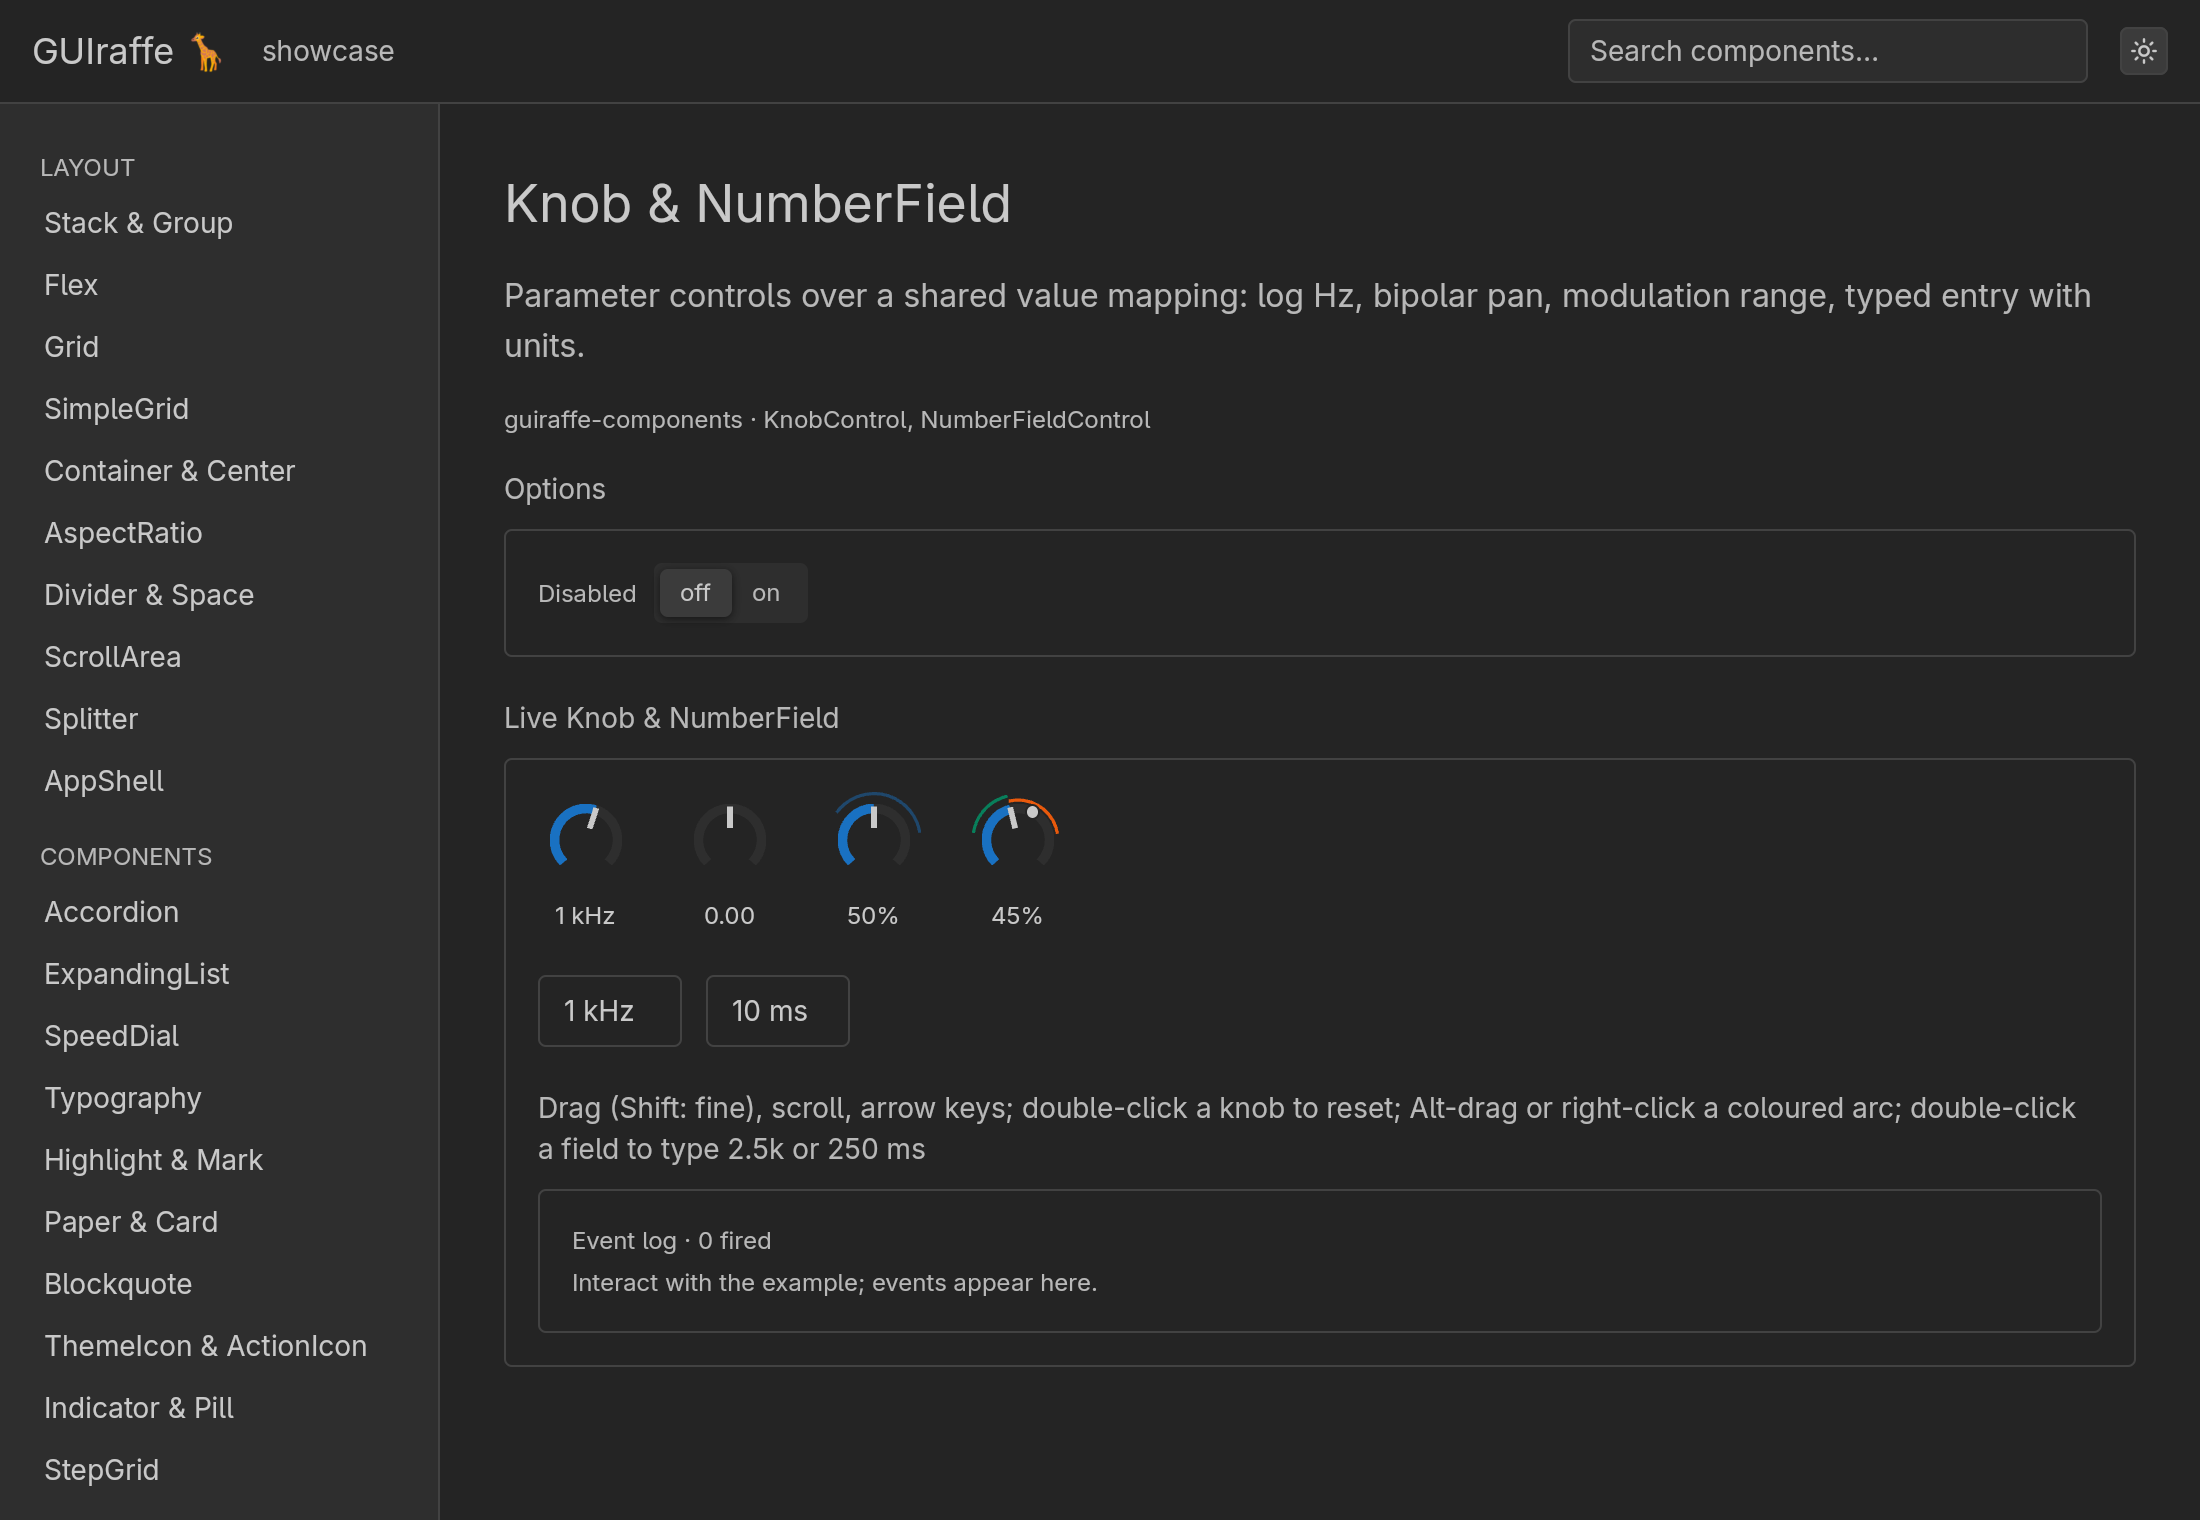 GUIraffe 🦒 showcase
Search components...
LAYOUT
Stack & Group
Flex
Grid
SimpleGrid
Container & Center
AspectRatio
Divider & Space
ScrollArea
Splitter
AppShell
COMPONENTS
Accordion
ExpandingList
SpeedDial
Typography
Highlight & Mark
Paper & Card
Blockquote
ThemeIcon & ActionIcon
Indicator & Pill
StepGrid
Knob & NumberField
Parameter controls over a shared value mapping: log Hz, bipolar pan, modulation range, typed entry with
units.
guiraffe-components · KnobControl, NumberFieldControl
Options
Disabled off on
Live Knob & NumberField
1 kHz 0.00 50% 45%
1 kHz 10 ms
Drag (Shift: fine), scroll, arrow keys; double-click a knob to reset; Alt-drag or right-click a coloured arc; double-click
a field to type 2.5k or 250 ms
Event log · 0 fired
Interact with the example; events appear here.